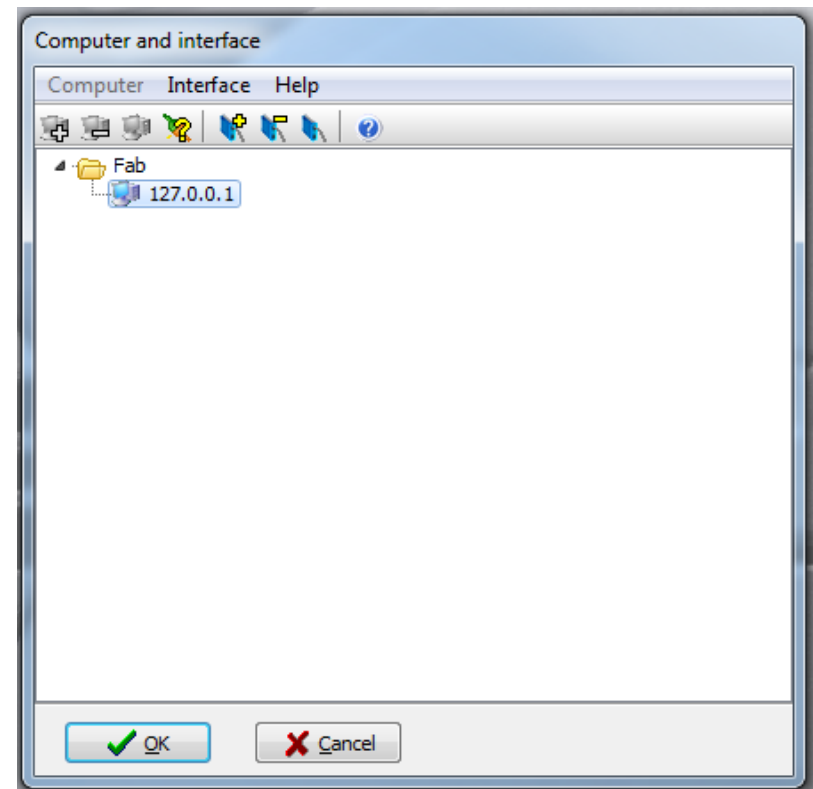 Computer and interface
Computer Interface Help
Fab
127.0.0.1
OK Cancel